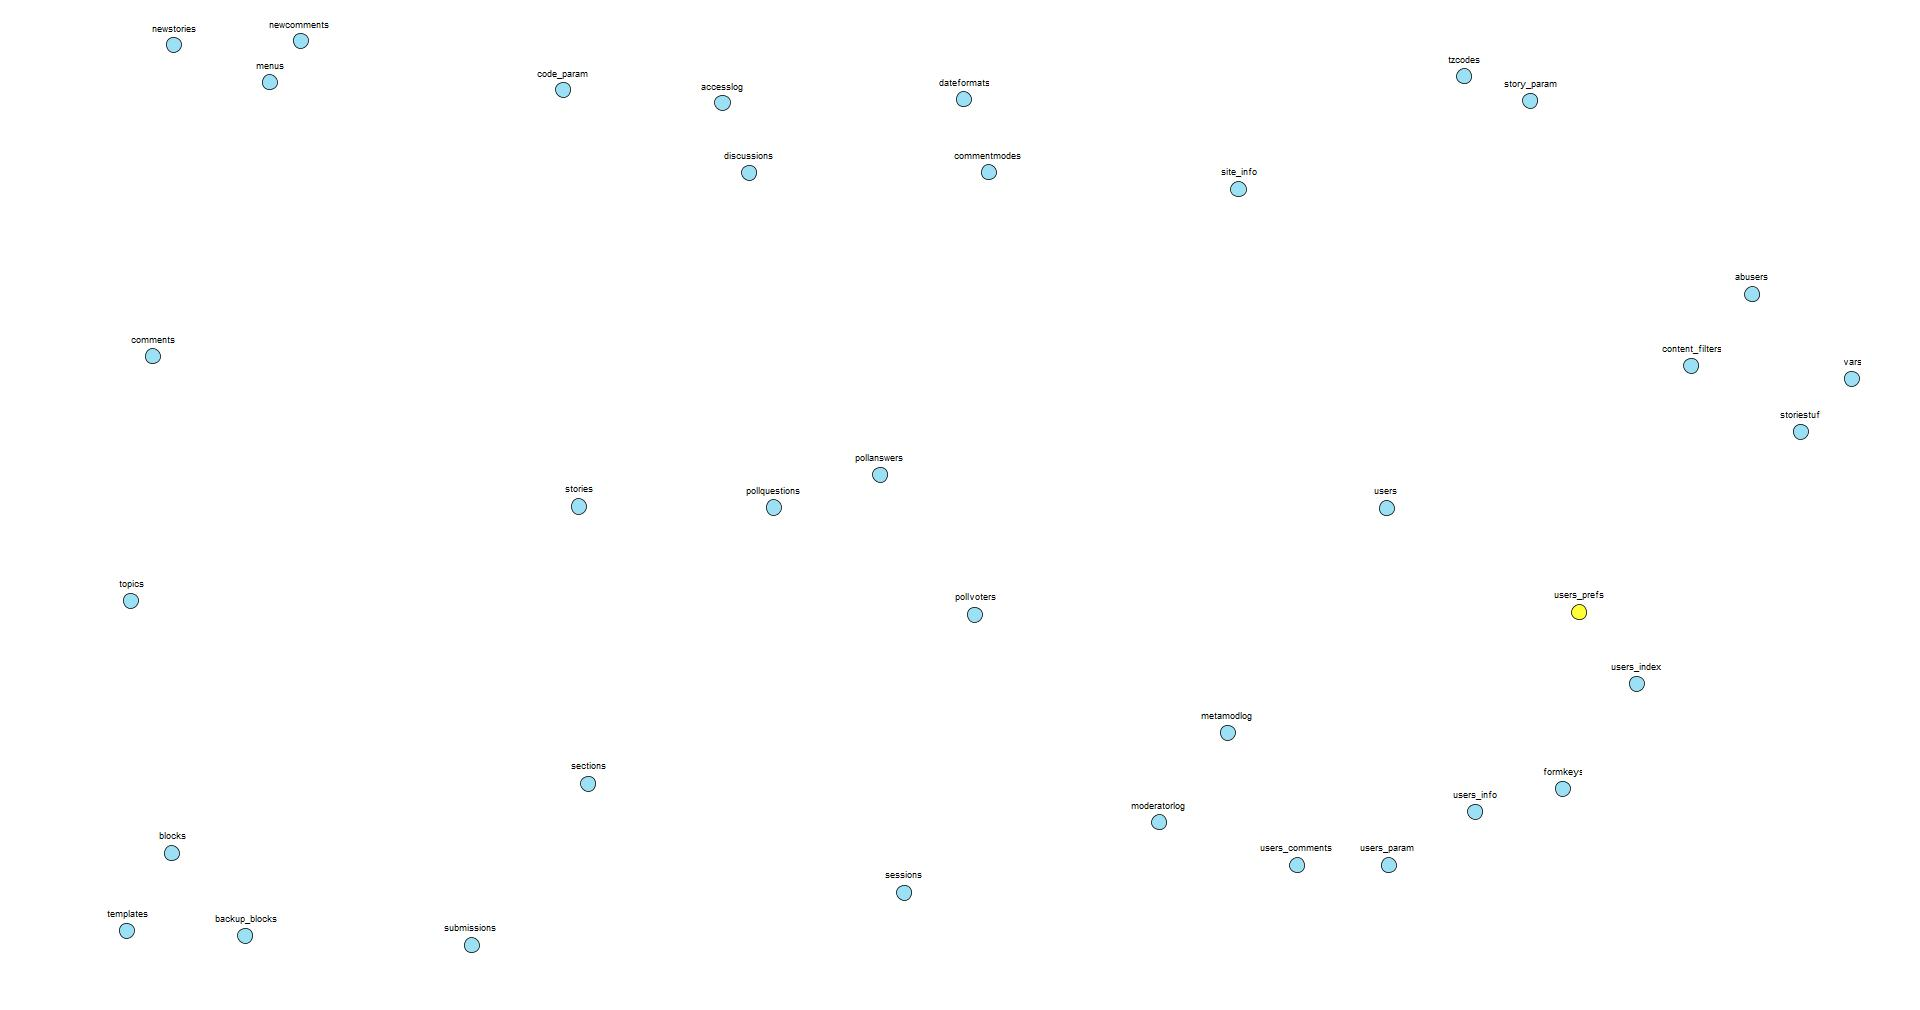 newstories
newcomments
menus
code_param
accesslog
dateformats
tzcodes
story_param
discussions
commentmodes
site_info
abusers
comments
content_filters
vars
storiestuf
pollanswers
stories
pollquestions
users
topics
pollvoters
users_prefs
users_index
metamodlog
sections
formkeys
users_info
moderatorlog
blocks
users_comments
users_param
sessions
templates
backup_blocks
submissions